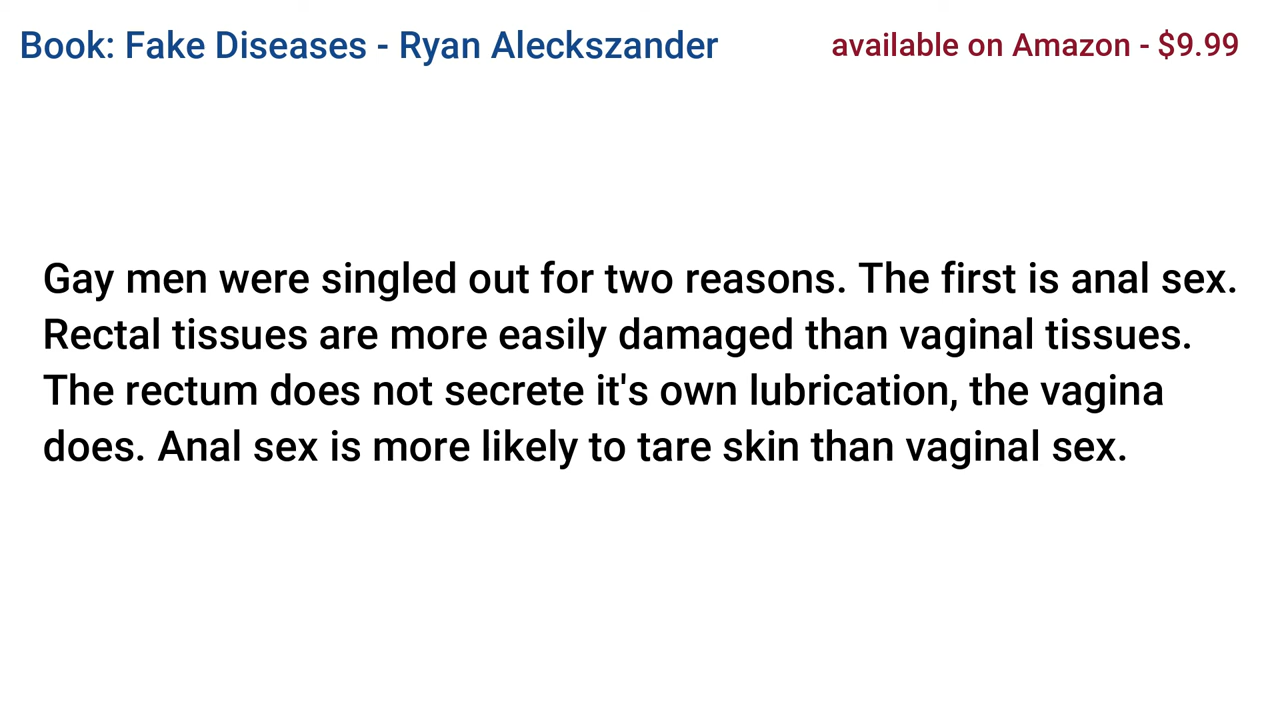 Book: Fake Diseases - Ryan Aleckszander
available on Amazon - $9.99
Gay men were singled out for two reasons. The first is anal sex.
Rectal tissues are more easily damaged than vaginal tissues.
The rectum does not secrete it's own lubrication, the vagina
does. Anal sex is more likely to tare skin than vaginal sex.